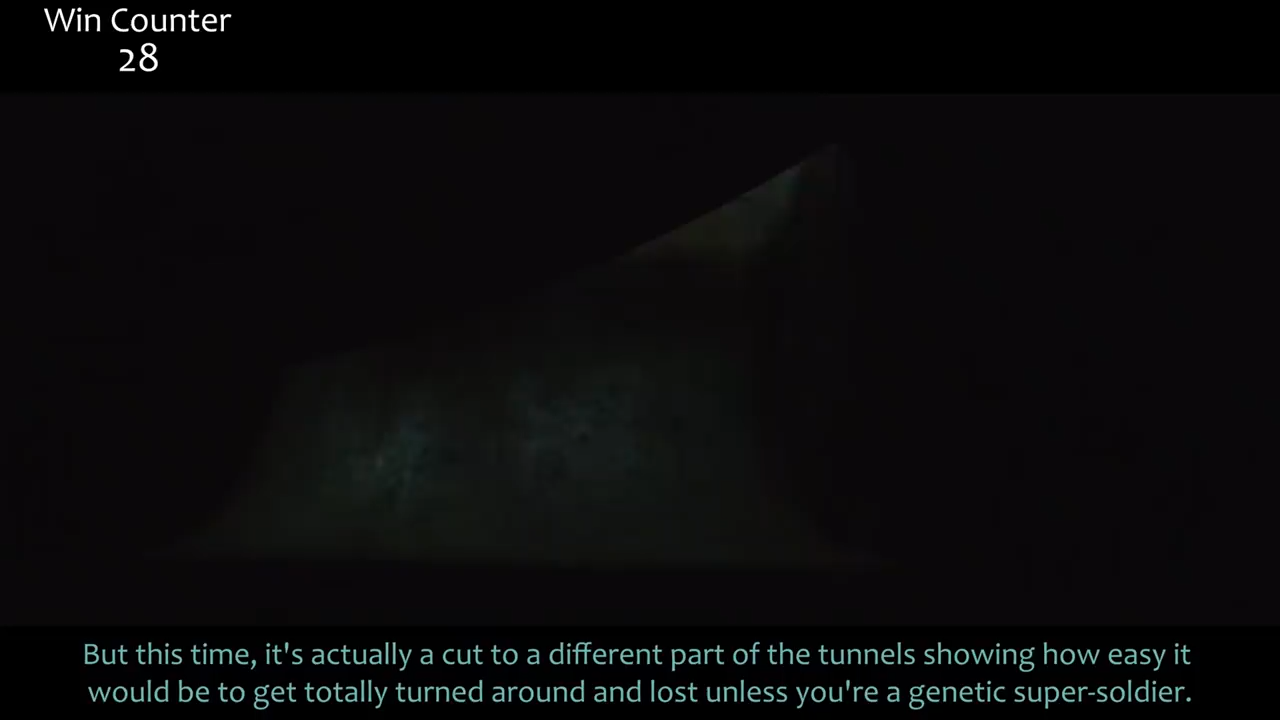 Win Counter
28
But this time, it's actually a cut to a different part of the tunnels showing how easy it
would be to get totally turned around and lost unless you're a genetic super-soldier.